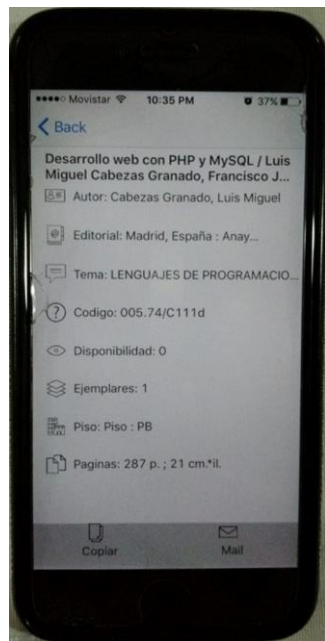 Movistar 10:35 PM 37%
Back
Desarrollo web con PHP y MySQL / Luis
Miguel Cabezas Granado, Francisco J...
Autor: Cabezas Granado, Luis Miguel
Editorial: Madrid, España : Anay...
Tema: LENGUAJES DE PROGRAMACIO...
Codigo: 005.74/C111d
Disponibilidad: 0
Ejemplares: 1
Piso: Piso : PB
Paginas: 287 p. ; 21 cm.*il.
Copiar Mail